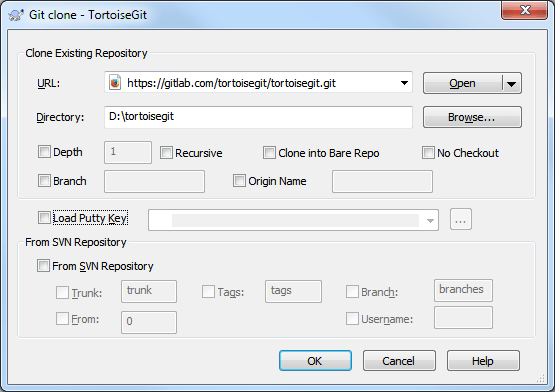 Git clone - TortoiseGit
Clone Existing Repository
URL: https://gitlab.com/tortoisegit/tortoisegit.git Open
Directory: D:\tortoisegit Browse...
Depth 1 Recursive Clone into Bare Repo No Checkout
Branch Origin Name
Load Putty Key ...
From SVN Repository
From SVN Repository
Trunk: trunk Tags: tags Branch: branches
From: 0 Username:
OK Cancel Help